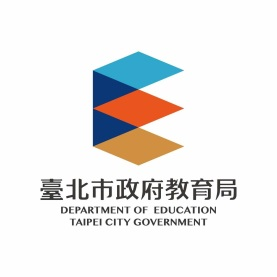 臺北市政府教育局
DEPARTMENT OF EDUCATION
TAIPEI CITY GOVERNMENT